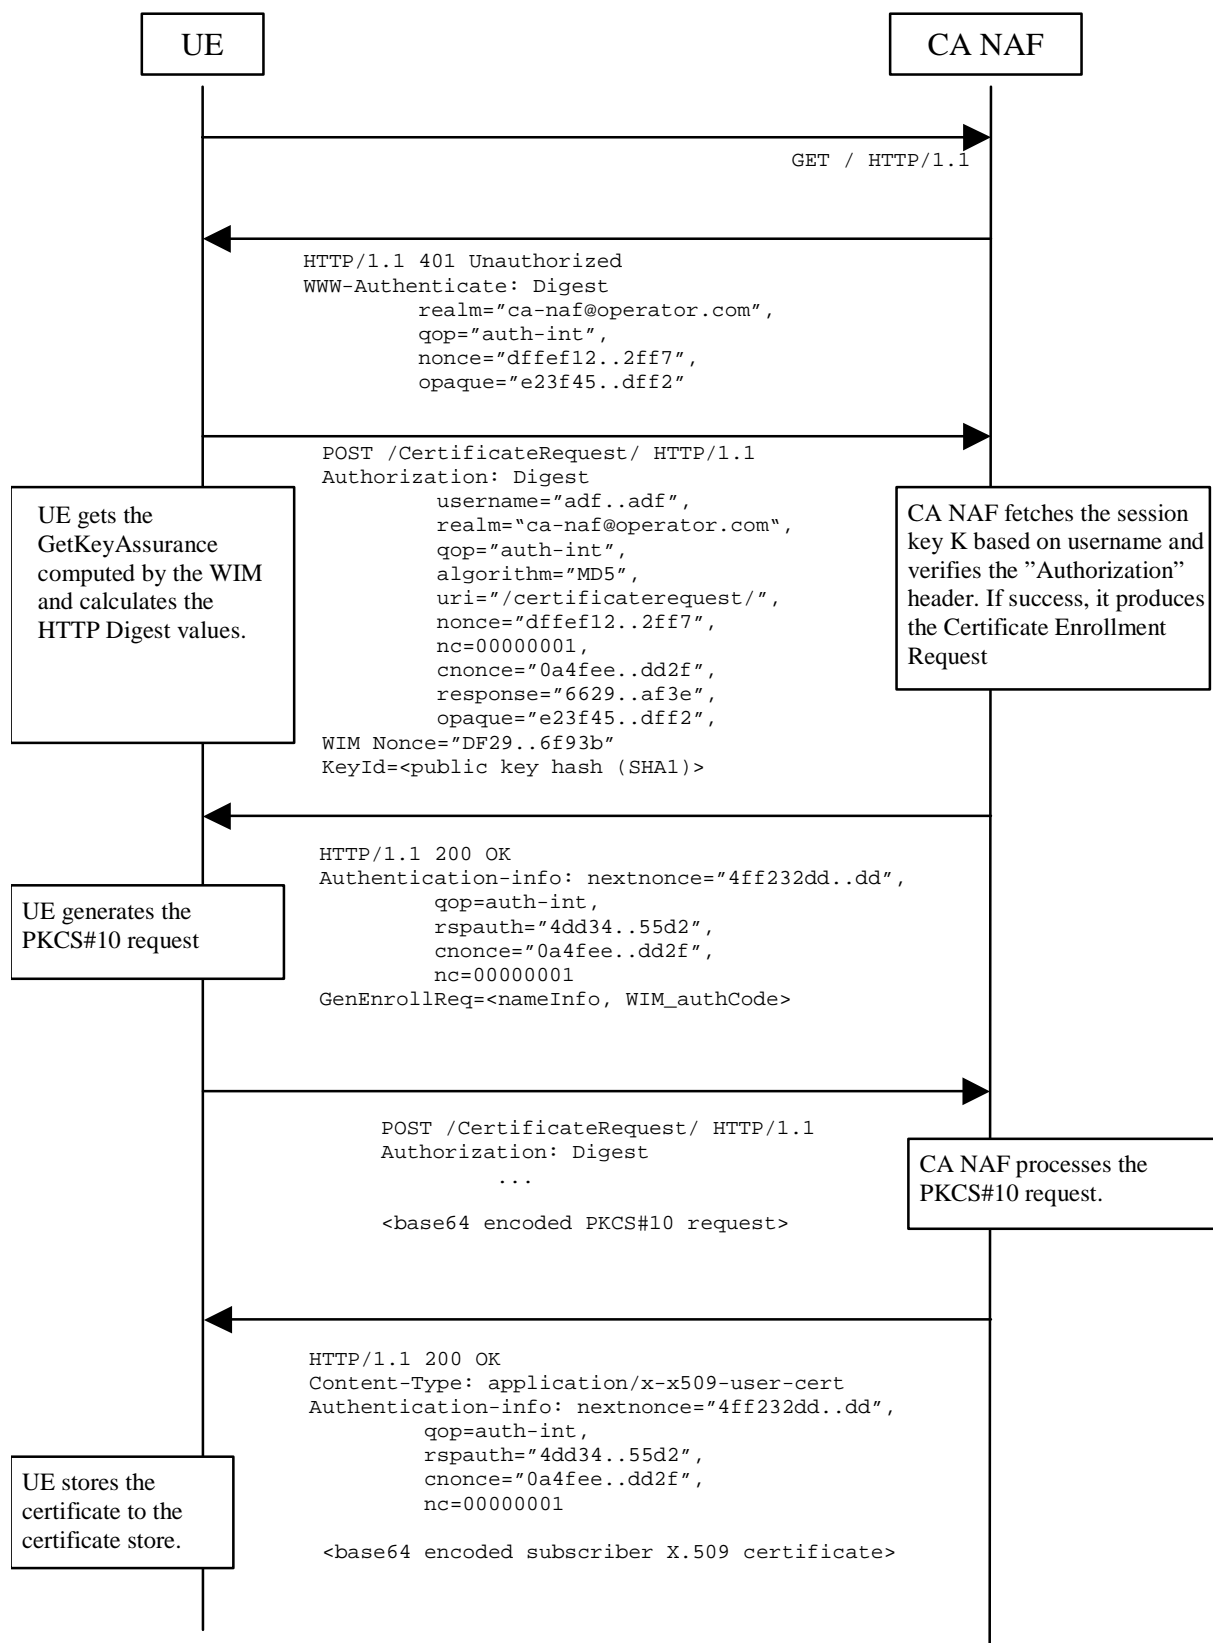 UE
CA NAF
GET / HTTP/1.1
HTTP/1.1 401 Unauthorized
WWW-Authenticate: Digest
realm="ca-naf@operator.com",
qop="auth-int",
nonce="dffef12..2ff7",
opaque="e23f45..dff2"
POST /CertificateRequest/ HTTP/1.1
Authorization: Digest
username="adf..adf",
realm="ca-naf@operator.com",
qop="auth-int",
algorithm="MD5",
uri="/certificaterequest/",
nonce="dffef12..2ff7",
nc=00000001,
cnonce="0a4fee..dd2f",
response="6629..af3e",
opaque="e23f45..dff2",
WIM Nonce="DF29..6f93b"
KeyId=<public key hash (SHA1)>
UE gets the
GetKeyAssurance
computed by the WIM
and calculates the
HTTP Digest values.
CA NAF fetches the session
key K based on username and
verifies the ”Authorization”
header. If success, it produces
the Certificate Enrollment
Request
HTTP/1.1 200 OK
Authentication-info: nextnonce="4ff232dd..dd",
qop=auth-int,
rspauth="4dd34..55d2",
cnonce="0a4fee..dd2f",
nc=00000001
GenEnrollReq=<nameInfo, WIM_authCode>
UE generates the
PKCS#10 request
POST /CertificateRequest/ HTTP/1.1
Authorization: Digest
...
<base64 encoded PKCS#10 request>
CA NAF processes the
PKCS#10 request.
HTTP/1.1 200 OK
Content-Type: application/x-x509-user-cert
Authentication-info: nextnonce="4ff232dd..dd",
qop=auth-int,
rspauth="4dd34..55d2",
cnonce="0a4fee..dd2f",
nc=00000001
<base64 encoded subscriber X.509 certificate>
UE stores the
certificate to the
certificate store.